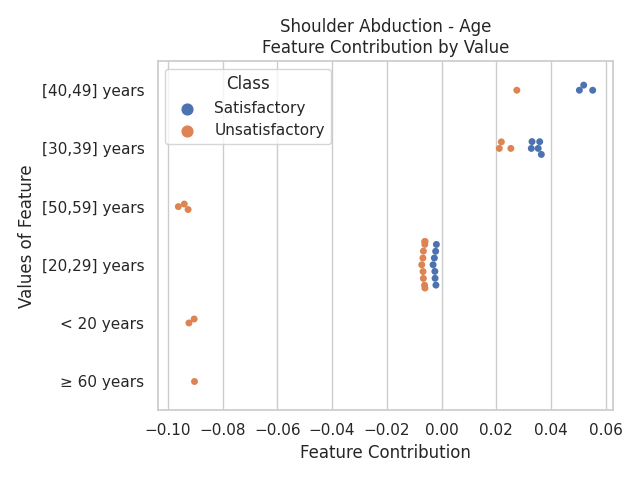 Shoulder Abduction - Age
Feature Contribution by Value
Class
Satisfactory
Unsatisfactory
Values of Feature
[40,49] years
[30,39] years
[50,59] years
[20,29] years
< 20 years
≥ 60 years
−0.10 −0.08 −0.06 −0.04 −0.02 0.00 0.02 0.04 0.06
Feature Contribution